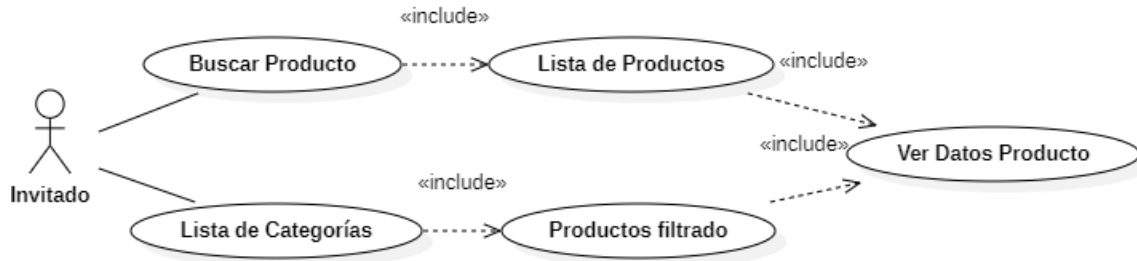 «include»
Buscar Producto
Lista de Productos
«include»
«include»
Ver Datos Producto
Invitado
«include»
Lista de Categorías
Productos filtrado